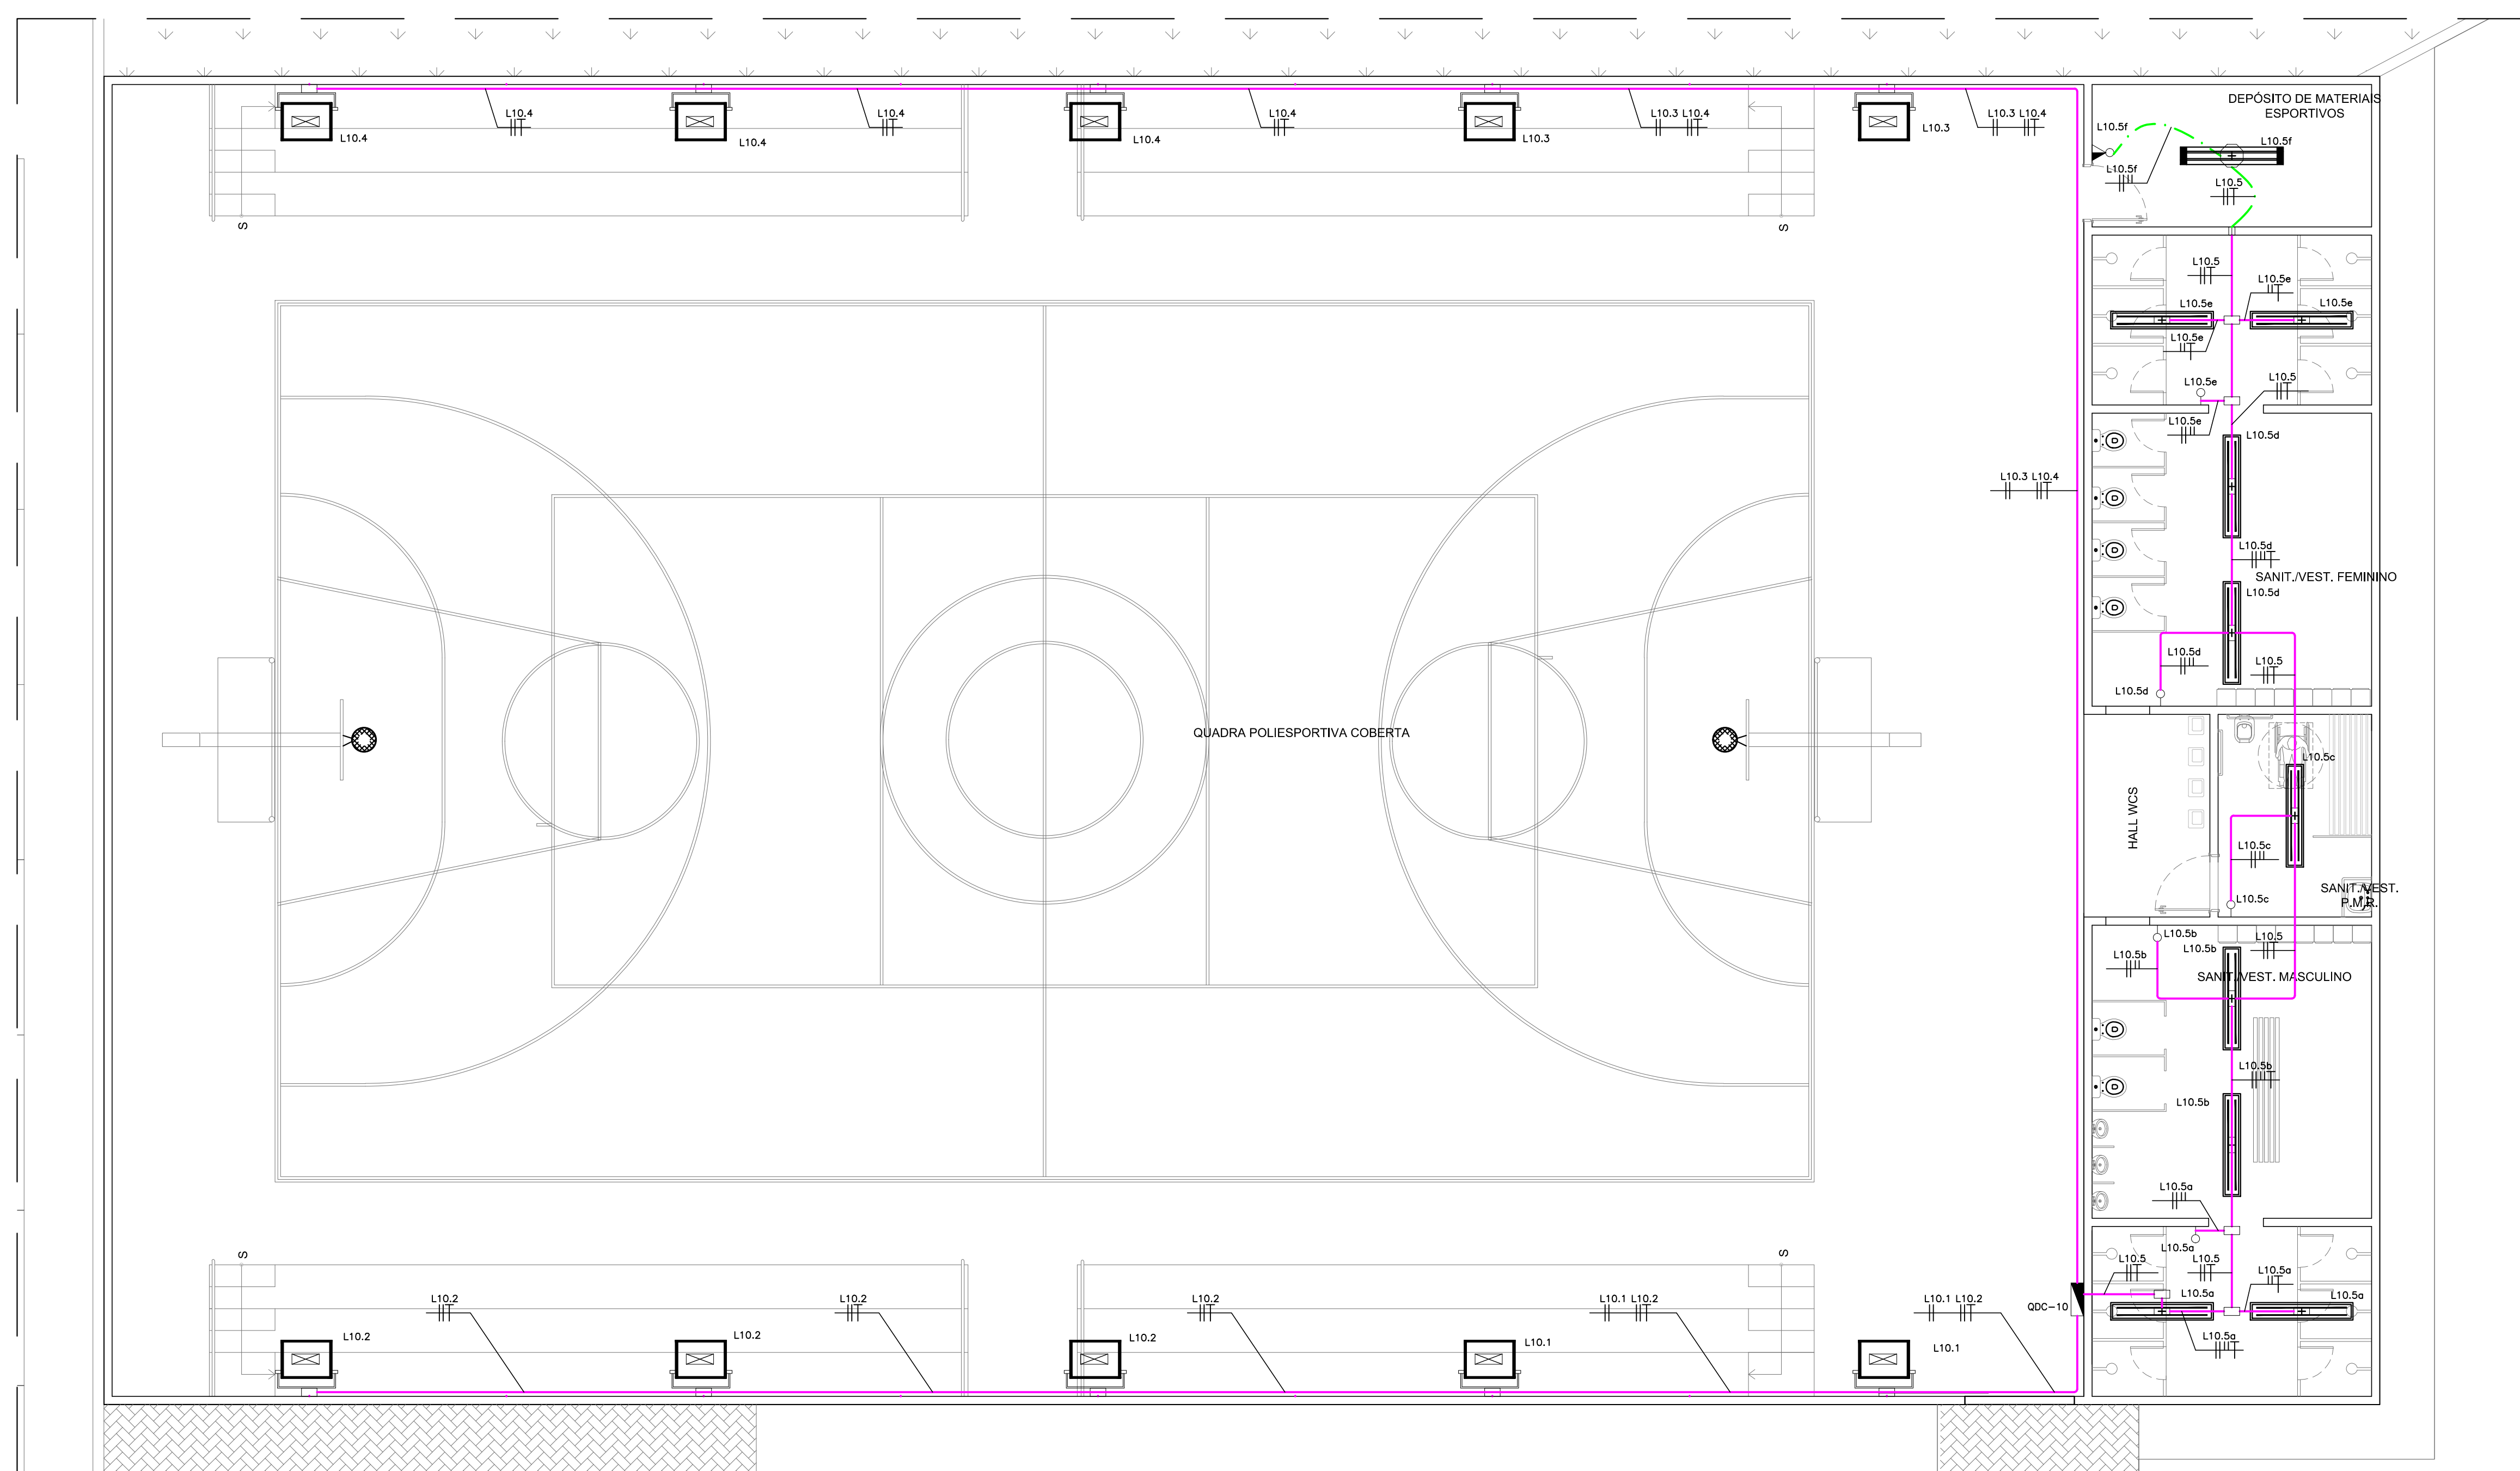 DEPÓSITO DE MATERIAIS
ESPORTIVOS
L10.4
L10.4
L10.4
L10.3 L10.4
L10.3 L10.4
L10.4
L10.4
L10.4
L10.3
L10.3
L10.5f
L10.5f
L10.5f
L10.5
S
S
L10.5
L10.5e
L10.5e
L10.5e
L10.5e
L10.5e
L10.5
L10.5e
L10.5d
L10.3 L10.4
L10.5d
SANIT./VEST. FEMININO
L10.5d
L10.5d
L10.5
L10.5d
QUADRA POLIESPORTIVA COBERTA
L10.5c
HALL WCS
L10.5c
SANIT./VEST.
P.M.R.
L10.5c
L10.5b
L10.5
L10.5b
L10.5b
SANIT./VEST. MASCULINO
L10.5b
L10.5b
L10.5a
S
S
L10.5a
L10.5
L10.5
L10.5a
L10.5a
L10.5a
L10.2
L10.2
L10.2
L10.1 L10.2
L10.1 L10.2
QDC-10
L10.2
L10.2
L10.2
L10.1
L10.1
L10.5a